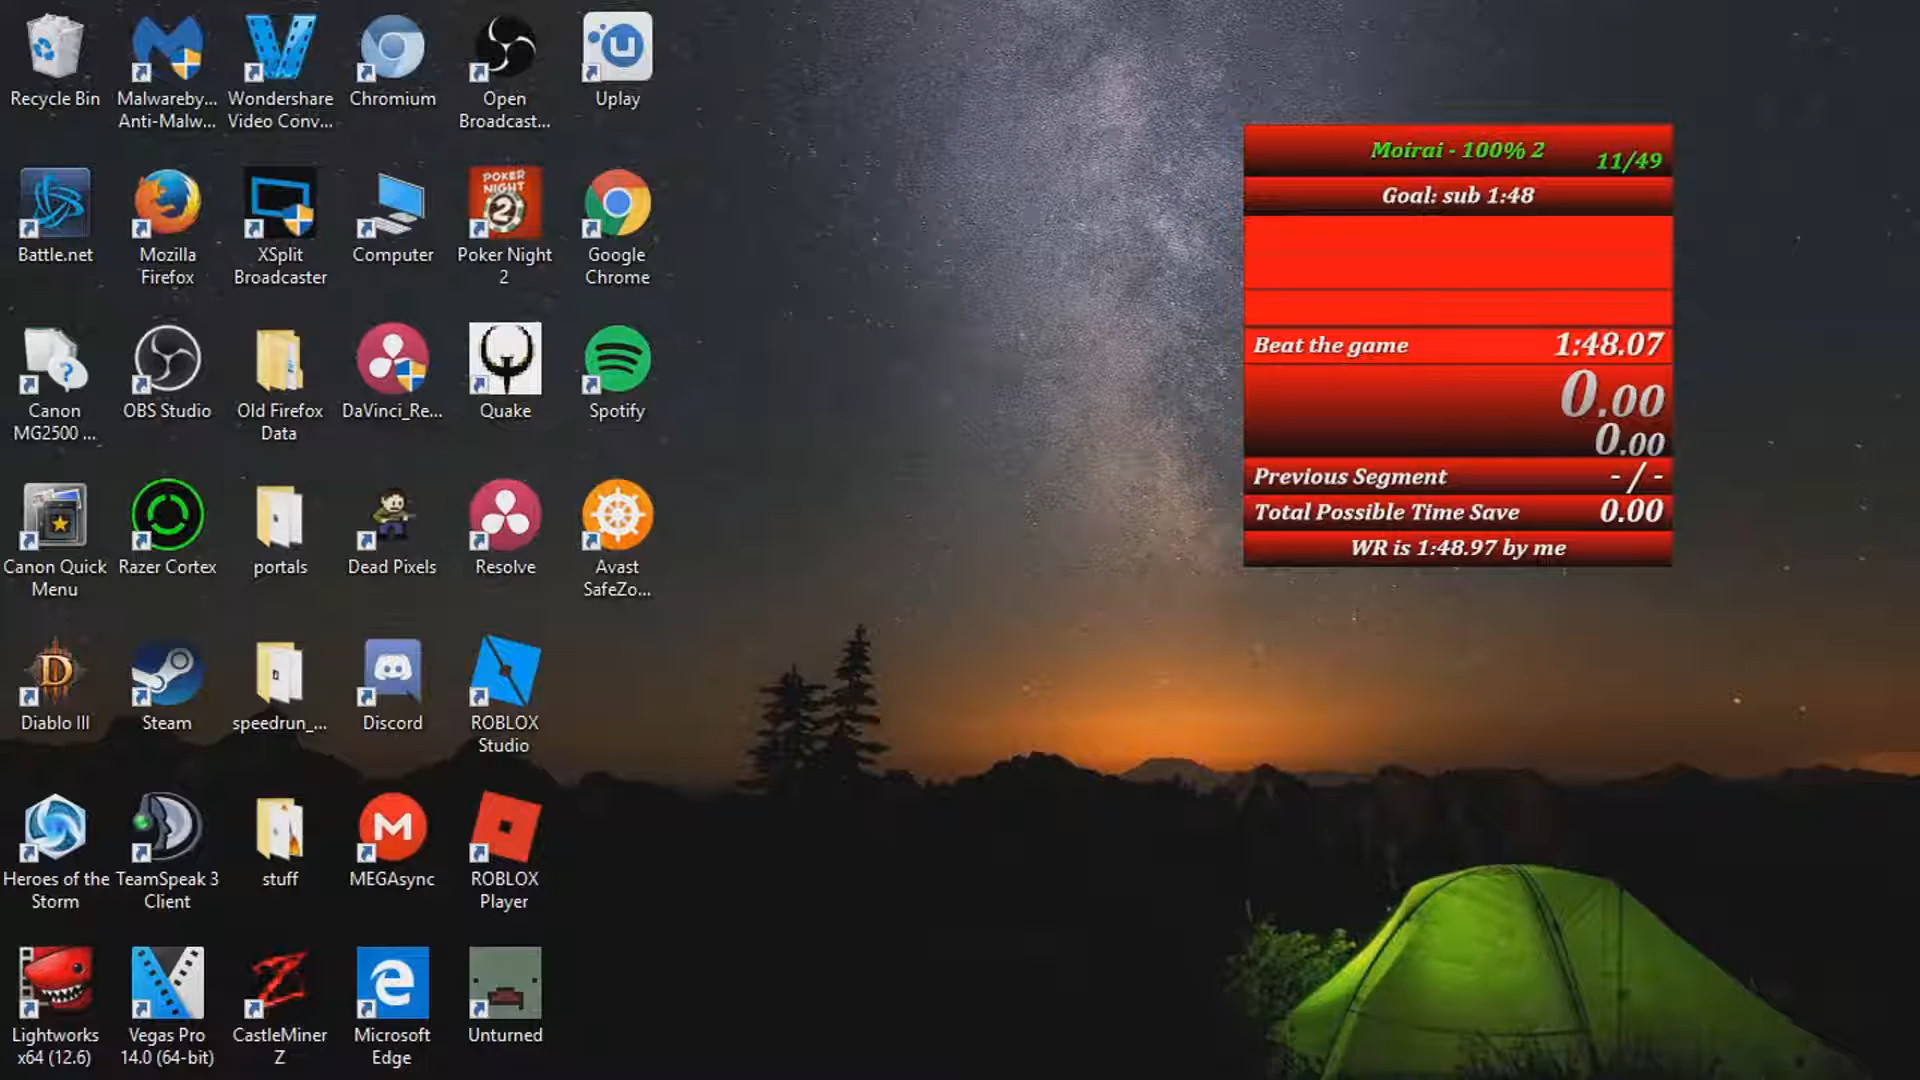 Recycle Bin
Malwareby...
Anti-Malw...
Wondershare
Video Conv...
Chromium
Open
Broadcast...
Uplay
Battle.net
Mozilla
Firefox
XSplit
Broadcaster
Computer
POKER
NIGHT
2
Poker Night
2
Google
Chrome
Canon
MG2500 ...
OBS Studio
Old Firefox
Data
DaVinci_Re...
Quake
Spotify
Canon Quick
Menu
Razer Cortex
portals
Dead Pixels
Resolve
Avast
SafeZo...
Diablo III
Steam
speedrun_...
Discord
ROBLOX
Studio
Heroes of the
Storm
TeamSpeak 3
Client
stuff
MEGAsync
ROBLOX
Player
Lightworks
x64 (12.6)
Vegas Pro
14.0 (64-bit)
CastleMiner
Z
Microsoft
Edge
Unturned
Moirai - 100% 2
11/49
Goal: sub 1:48
Beat the game 1:48.07
0.00
0.00
Previous Segment - / -
Total Possible Time Save 0.00
WR is 1:48.97 by me